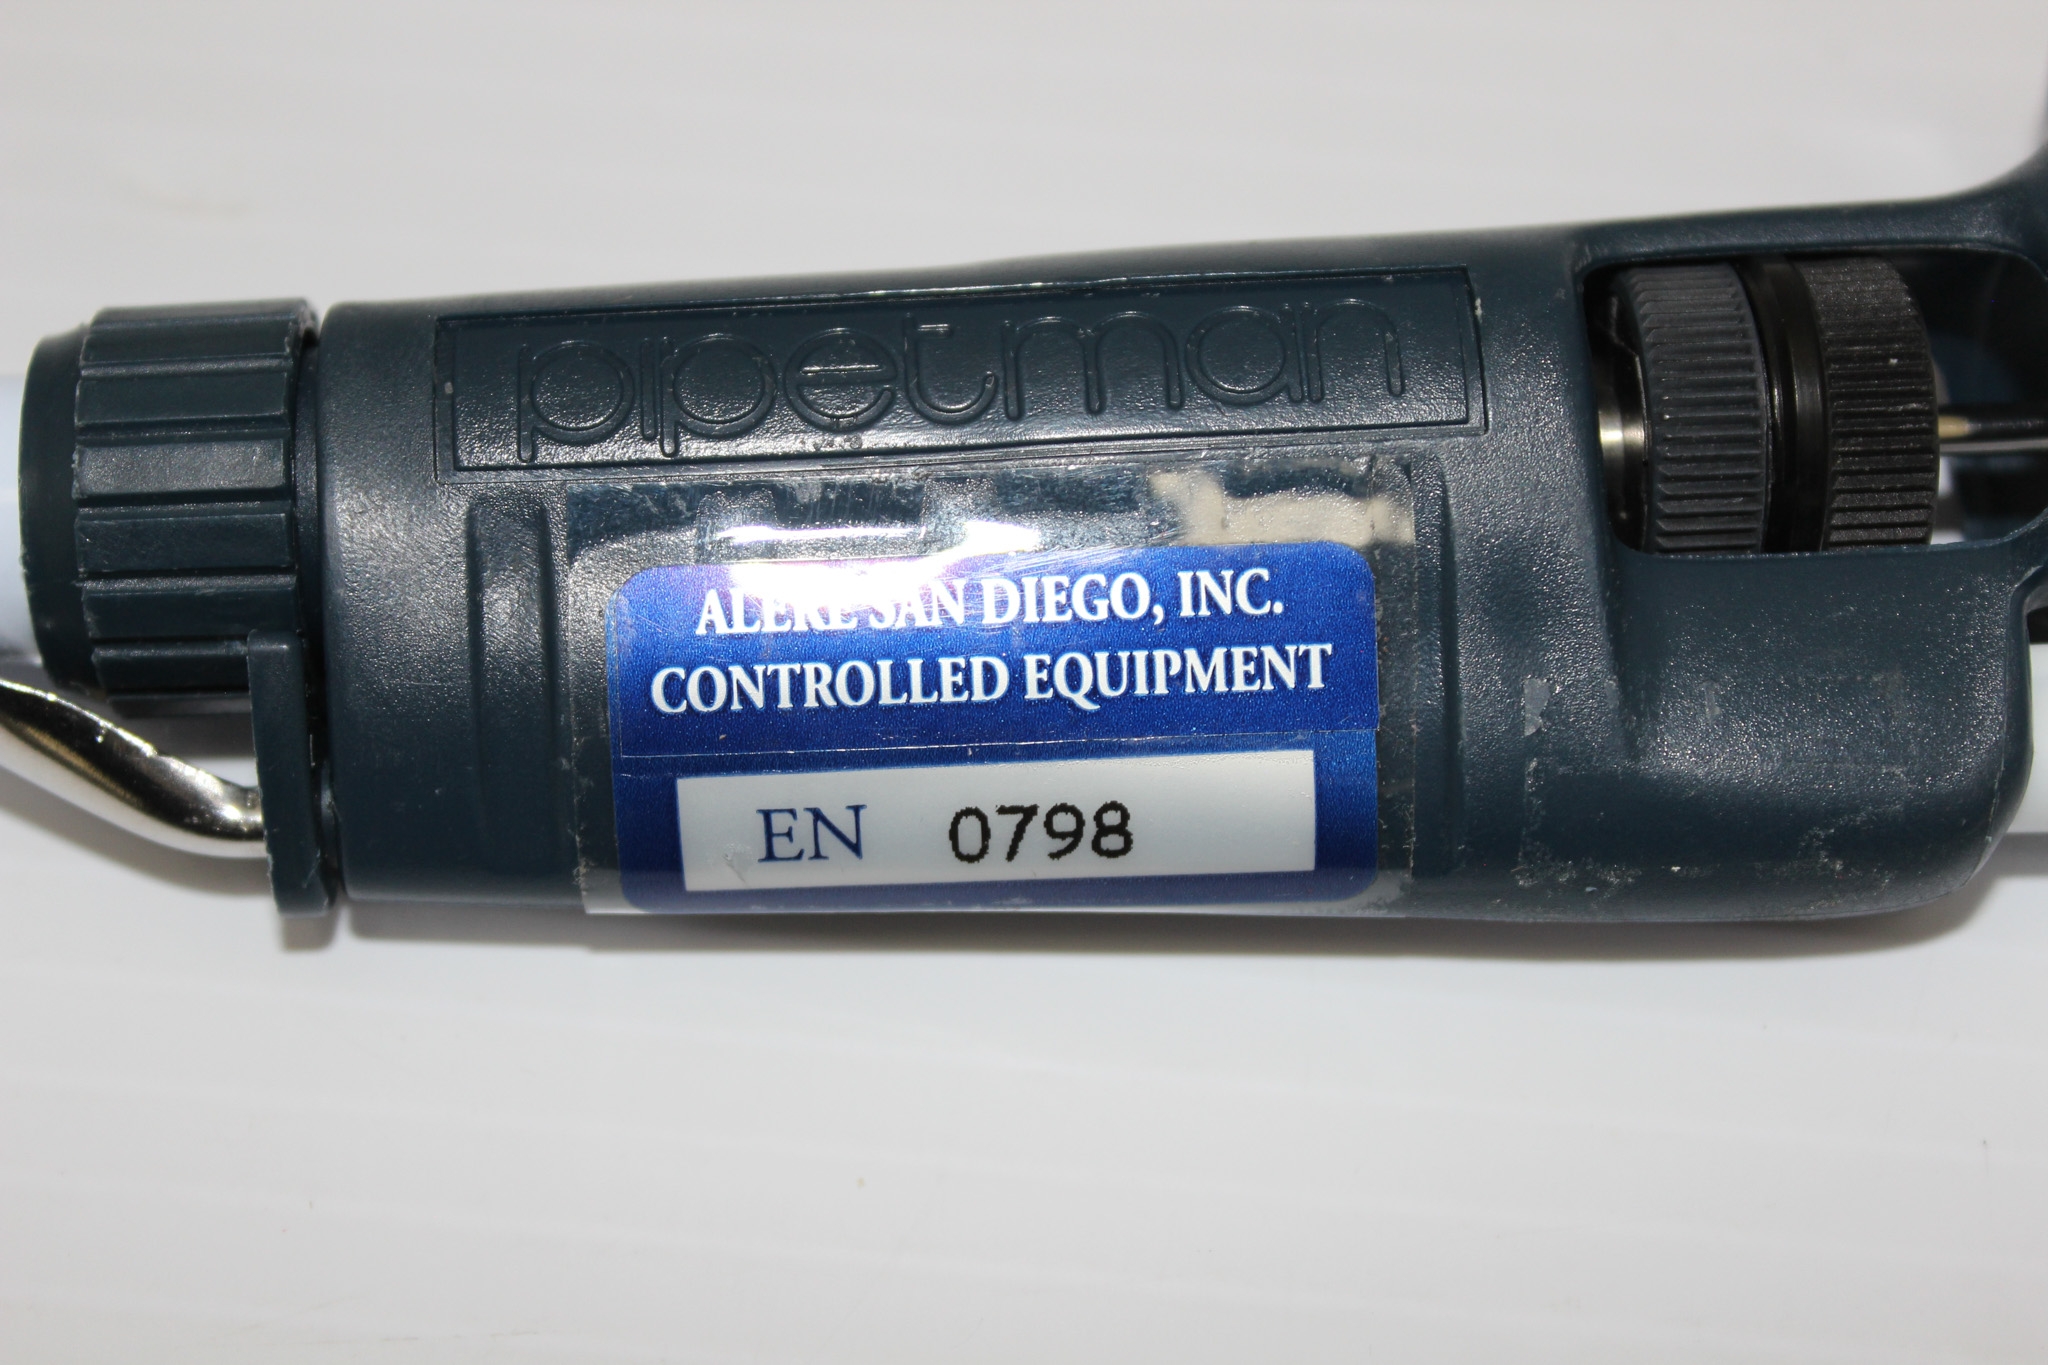 pipetman
ALERE SAN DIEGO, INC.
CONTROLLED EQUIPMENT
EN 0798